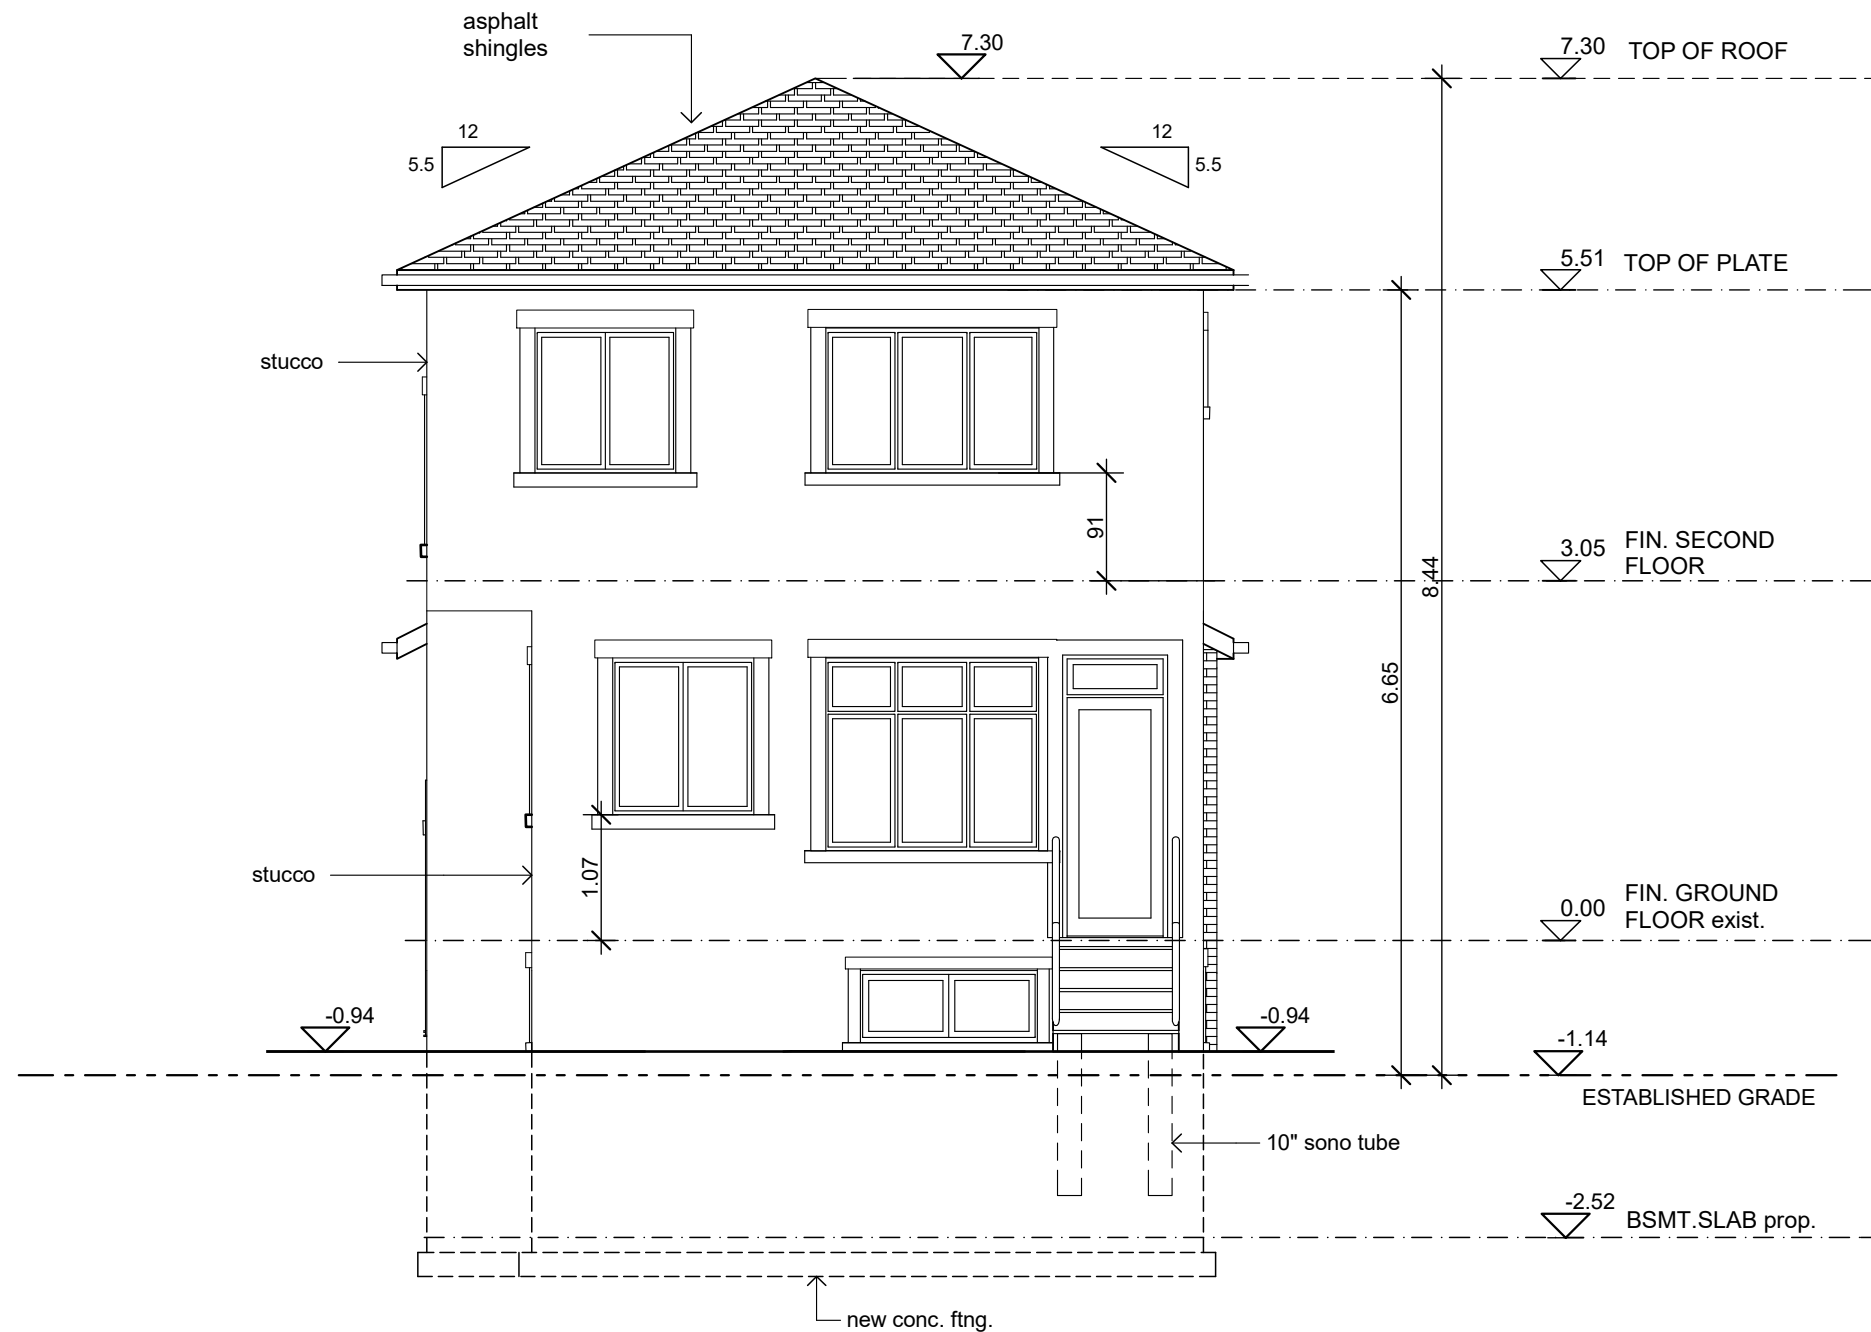 asphalt
shingles
7.30
7.30 TOP OF ROOF
12
5.5
12
5.5
5.51 TOP OF PLATE
stucco
91
3.05 FIN. SECOND
FLOOR
8.44
6.65
stucco
1.07
0.00 FIN. GROUND
FLOOR exist.
-0.94
-0.94
-1.14
ESTABLISHED GRADE
10" sono tube
-2.52 BSMT.SLAB prop.
new conc. ftng.